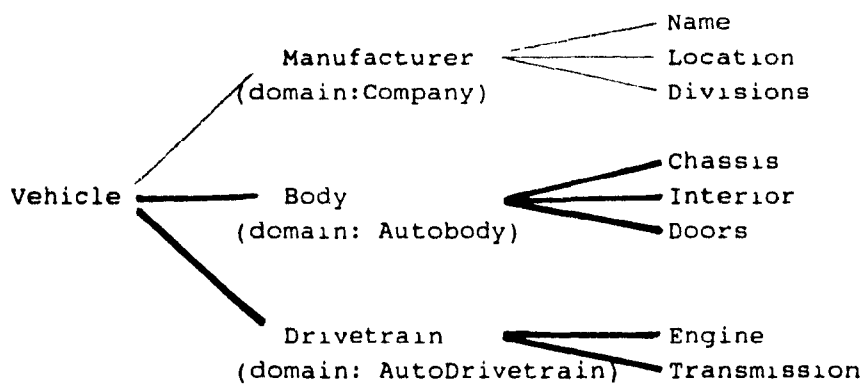 Name
Manufacturer Location
(domain:Company) Divisions
Chassis
Vehicle Body Interior
(domain: Autobody) Doors
Drivetrain Engine
(domain: AutoDrivetrain) Transmission